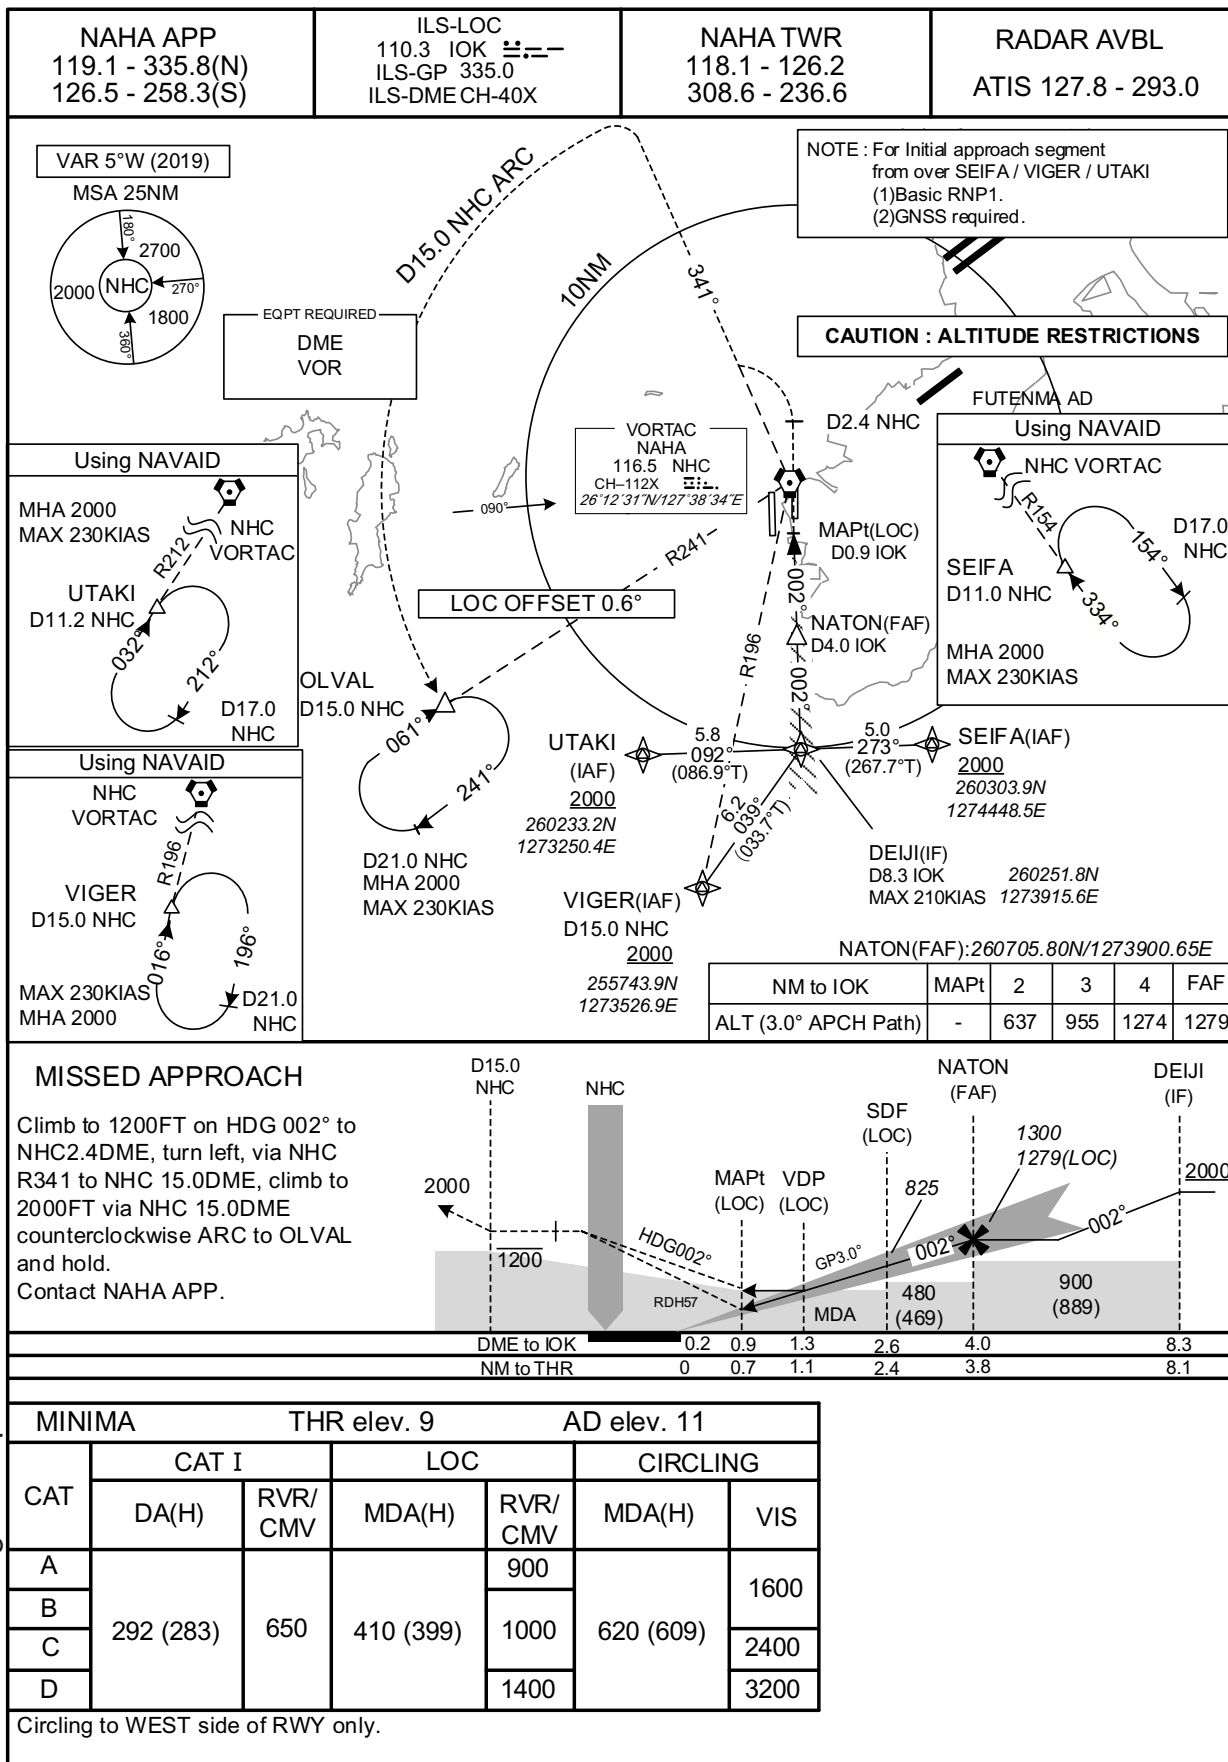 NAHA APP
119.1 - 335.8(N)
126.5 - 258.3(S)
ILS-LOC
110.3 IOK
ILS-GP 335.0
ILS-DME CH-40X
NAHA TWR
118.1 - 126.2
308.6 - 236.6
RADAR AVBL
ATIS 127.8 - 293.0
VAR 5°W (2019)
MSA 25NM
180°
2700
2000
NHC
270°
1800
360°
D15.0 NHC ARC
10NM
341°
NOTE : For Initial approach segment
from over SEIFA / VIGER / UTAKI
(1)Basic RNP1.
(2)GNSS required.
EQPT REQUIRED
DME
VOR
CAUTION : ALTITUDE RESTRICTIONS
FUTENMA AD
D2.4 NHC
VORTAC
NAHA
116.5 NHC
CH–112X
26°12'31"N/127°38'34"E
090°
R241
MAPt(LOC)
D0.9 IOK
LOC OFFSET 0.6°
002°
NATON(FAF)
D4.0 IOK
002°
R196
Using NAVAID
MHA 2000
MAX 230KIAS
NHC
VORTAC
R212
UTAKI
D11.2 NHC
032°
212°
D17.0
NHC
Using NAVAID
NHC VORTAC
R154
154°
D17.0
NHC
SEIFA
D11.0 NHC
334°
MHA 2000
MAX 230KIAS
OLVAL
D15.0 NHC
061°
241°
D21.0 NHC
MHA 2000
MAX 230KIAS
UTAKI
(IAF)
2000
260233.2N
1273250.4E
5.8
092°
(086.9°T)
5.0
273°
(267.7°T)
SEIFA(IAF)
2000
260303.9N
1274448.5E
6.2
039°
(033.7°T)
DEIJI(IF)
D8.3 IOK
MAX 210KIAS
260251.8N
1273915.6E
VIGER(IAF)
D15.0 NHC
2000
255743.9N
1273526.9E
Using NAVAID
NHC
VORTAC
R196
VIGER
D15.0 NHC
016°
196°
MAX 230KIAS
MHA 2000
D21.0
NHC
NATON(FAF):260705.80N/1273900.65E
NM to IOK MAPt 2 3 4 FAF
ALT (3.0° APCH Path) - 637 955 1274 1279
MISSED APPROACH
Climb to 1200FT on HDG 002° to
NHC2.4DME, turn left, via NHC
R341 to NHC 15.0DME, climb to
2000FT via NHC 15.0DME
counterclockwise ARC to OLVAL
and hold.
Contact NAHA APP.
D15.0
NHC
NHC
NATON
(FAF)
DEIJI
(IF)
SDF
(LOC)
1300
1279(LOC)
MAPt
(LOC)
VDP
(LOC)
825
2000
2000
1200
HDG002°
GP3.0°
002°
002°
RDH57
MDA
480
(469)
900
(889)
DME to IOK 0.2 0.9 1.3 2.6 4.0 8.3
NM to THR 0 0.7 1.1 2.4 3.8 8.1
MINIMA THR elev. 9 AD elev. 11
CAT
CAT I LOC CIRCLING
DA(H) RVR/ CMV MDA(H) RVR/ CMV MDA(H) VIS
A 900
B 1600
292 (283) 650 410 (399) 1000 620 (609)
C 2400
D 1400 3200
Circling to WEST side of RWY only.